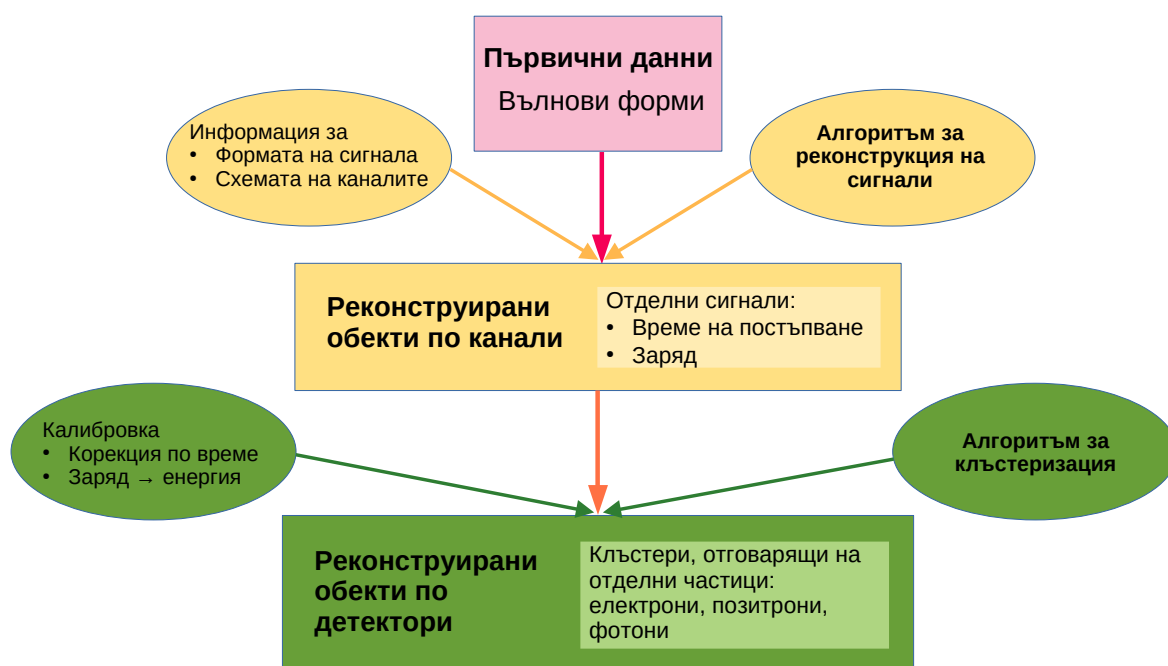 Първични данни
Вълнови форми
Информация за
• Формата на сигнала
• Схемата на каналите
Алгоритъм за
реконструкция на
сигнали
Реконструирани
обекти по канали
Отделни сигнали:
• Време на постъпване
• Заряд
Калибровка
• Корекция по време
• Заряд → енергия
Алгоритъм за
клъстеризация
Реконструирани
обекти по
детектори
Клъстери, отговарящи на
отделни частици:
електрони, позитрони,
фотони